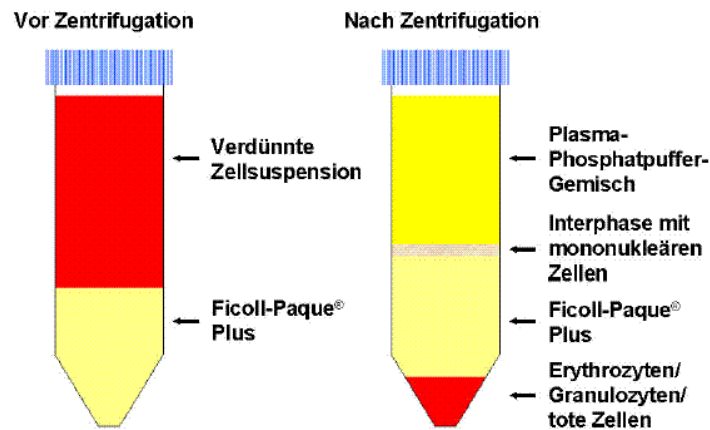 Vor Zentrifugation
Nach Zentrifugation
Verdünnte
Zellsuspension
Ficoll-Paque®
Plus
Plasma-
Phosphatpuffer-
Gemisch
Interphase mit
mononukleären
Zellen
Ficoll-Paque®
Plus
Erythrozyten/
Granulozyten/
tote Zellen